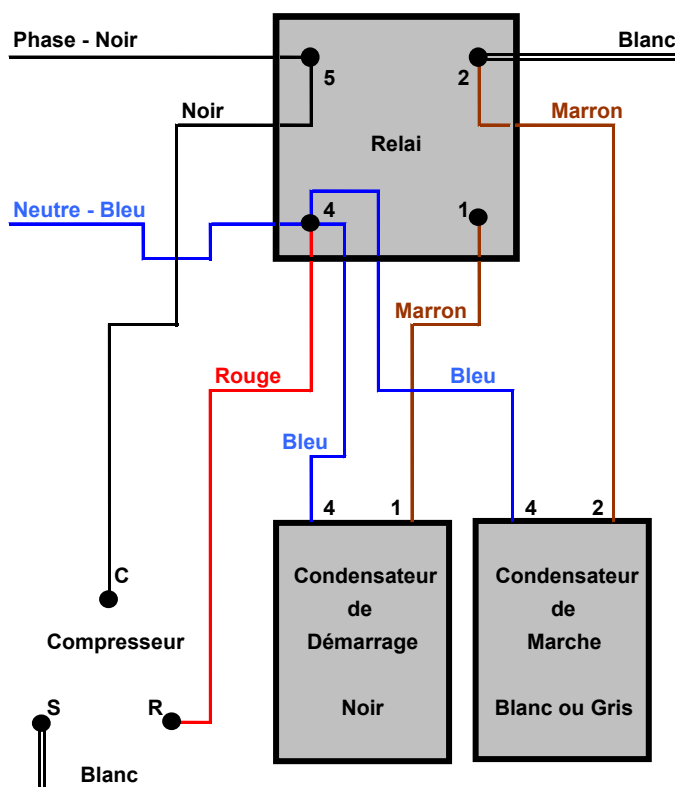 Phase - Noir
Blanc
5
2
Noir
Marron
Relai
Neutre - Bleu
4
1
Marron
Rouge
Bleu
Bleu
4
1
4
2
C
Condensateur
de
Démarrage
Noir
Condensateur
de
Marche
Blanc ou Gris
Compresseur
S
R
Blanc